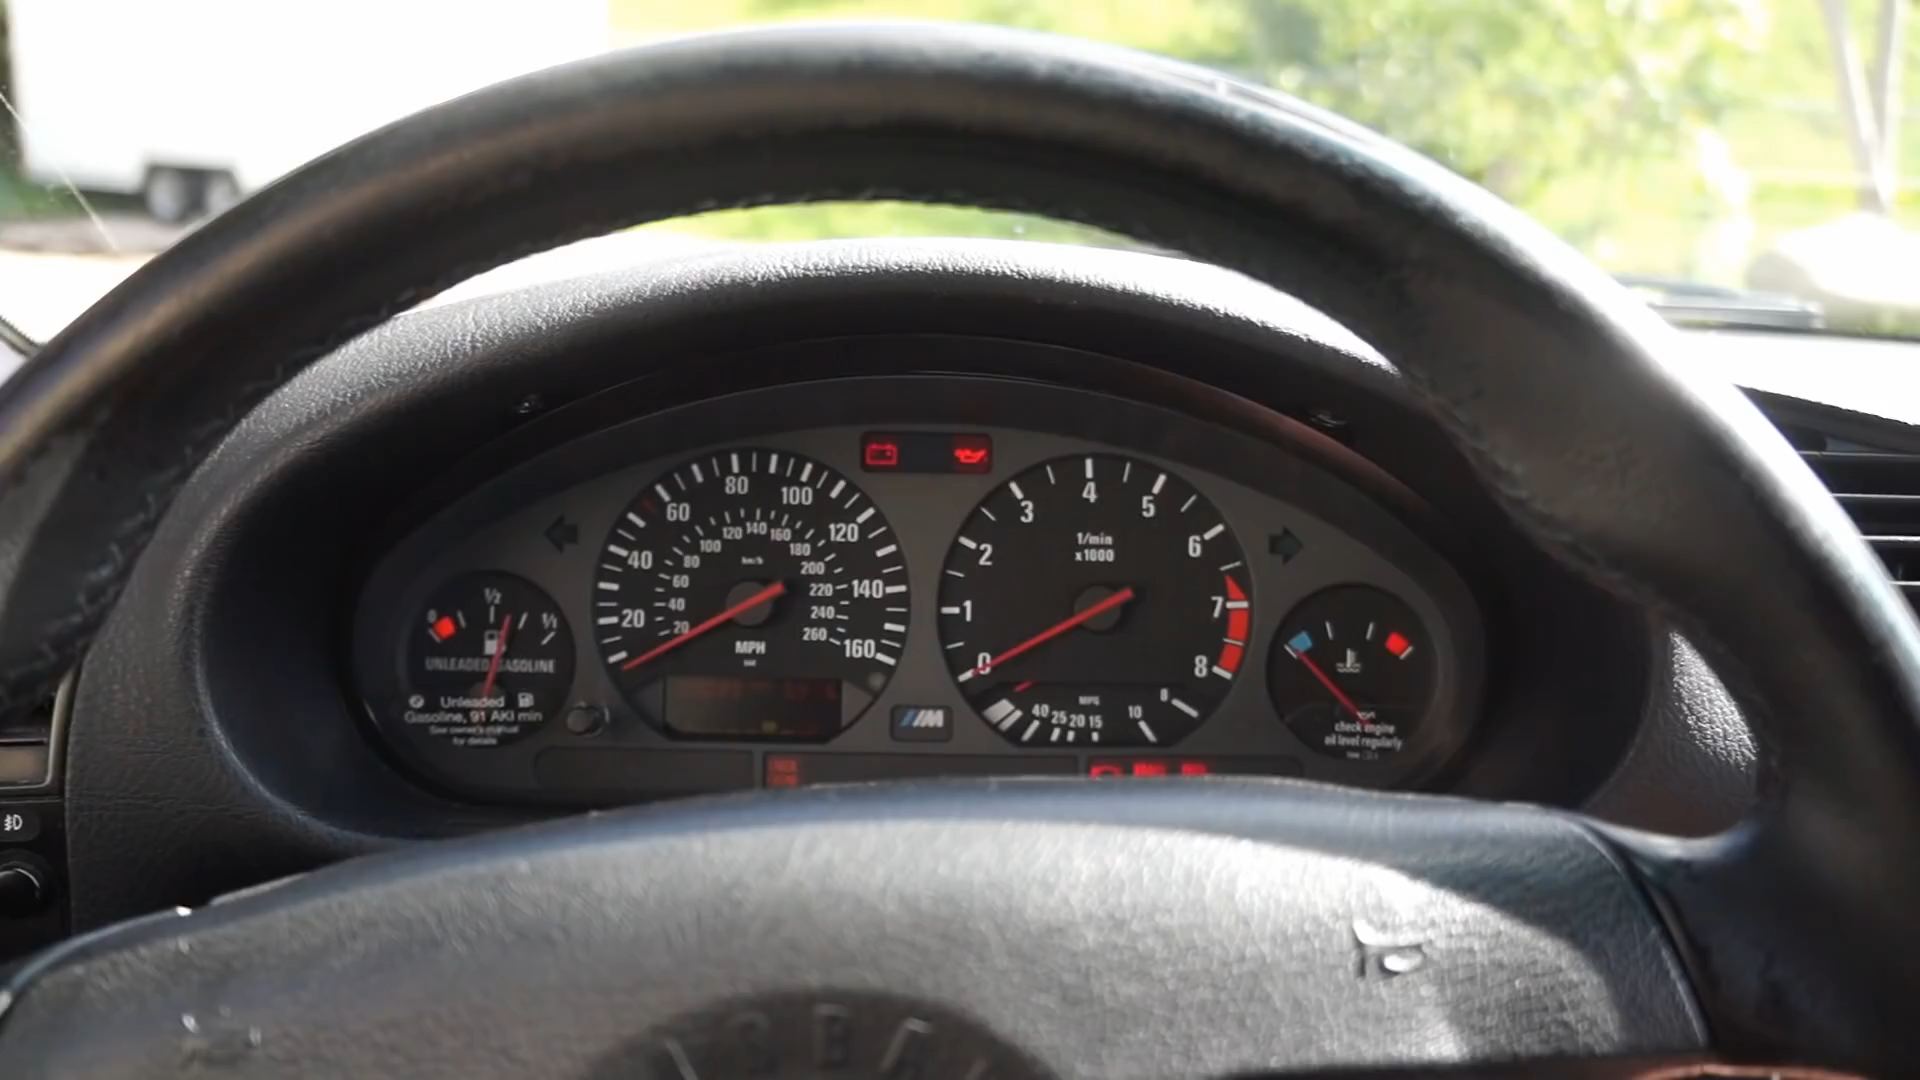 80
100
60
120
40
140
20
160
120 140 160
100
180
80
200
60
220
40
240
20
260
km/h
MPH
4
3
5
2
6
1
7
0
8
1/min
x1000
MPG
40 25 20 15
10
8
M
0
1/2
1/1
UNLEADED GASOLINE
Unleaded
Gasoline, 91 AKI min
See owner's manual
for details
check engine
oil level regularly